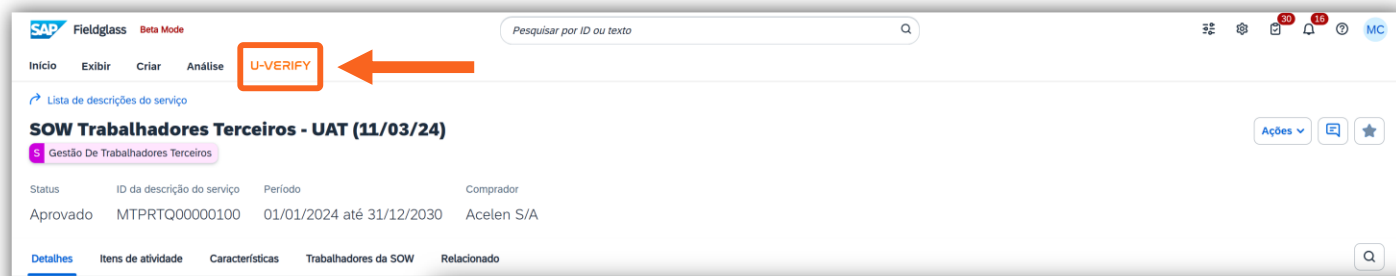 SAP Fieldglass Beta Mode Pesquisar por ID ou texto 30 16 MC
Início Exibir Criar Análise U-VERIFY
Lista de descrições do serviço
SOW Trabalhadores Terceiros - UAT (11/03/24) Ações
S Gestão De Trabalhadores Terceiros
Status ID da descrição do serviço Período Comprador
Aprovado MTPRTQ00000100 01/01/2024 até 31/12/2030 Acelen S/A
Detalhes Itens de atividade Características Trabalhadores da SOW Relacionado